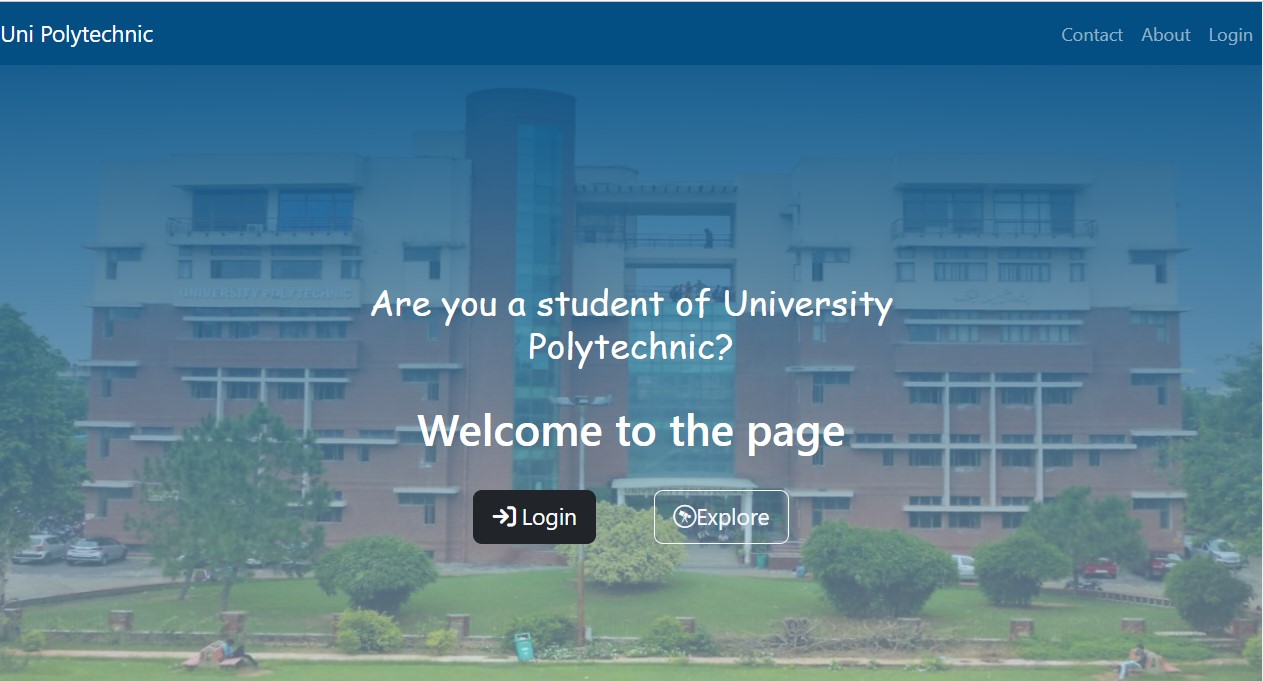 Uni Polytechnic
Contact About Login
UNIVERSITY POLYTECHNIC
Are you a student of University
Polytechnic?
Welcome to the page
Login
Explore